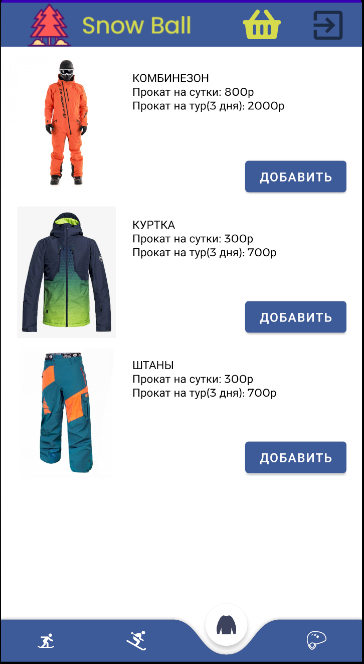 Snow Ball
КОМБИНЕЗОН
Прокат на сутки: 800р
Прокат на тур(3 дня): 2000р
ДОБАВИТЬ
КУРТКА
Прокат на сутки: 300р
Прокат на тур(3 дня): 700р
ДОБАВИТЬ
ШТАНЫ
Прокат на сутки: 300р
Прокат на тур(3 дня): 700р
ДОБАВИТЬ